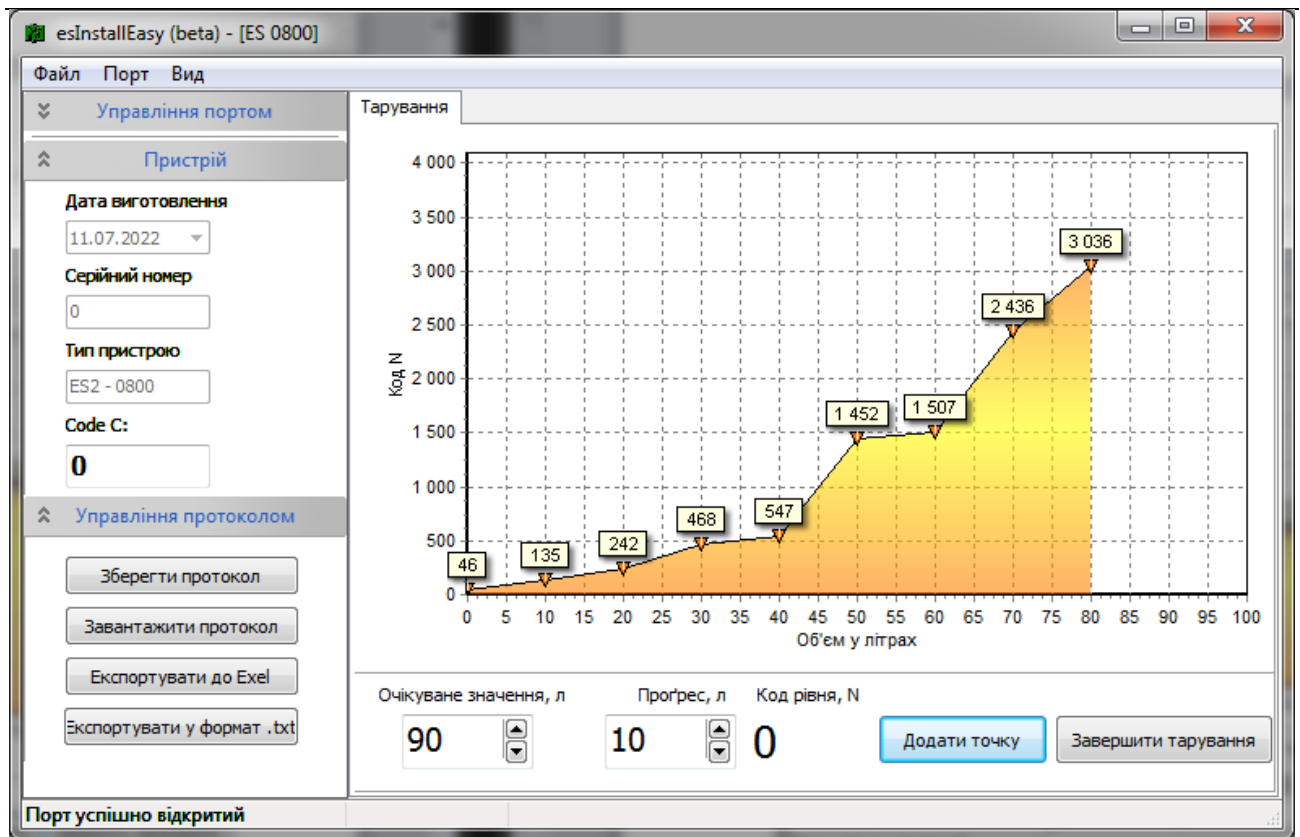 esInstallEasy (beta) - [ES 0800]
Файл Порт Вид
Управління портом
Пристрій
Дата виготовлення
11.07.2022
Серійний номер
0
Тип пристрою
ES2 - 0800
Code C:
0
Управління протоколом
Зберегти протокол
Завантажити протокол
Експортувати до Exel
Експортувати у формат .txt
Тарування
4 000
3 500
3 000
2 500
2 000
1 500
1 000
500
0
Код N
46
135
242
468
547
1 452
1 507
2 436
3 036
0 5 10 15 20 25 30 35 40 45 50 55 60 65 70 75 80 85 90 95 100
Об'єм у літрах
Очікуване значення, л Проґрес, л Код рівня, N
90 10 0 Додати точку Завершити тарування
Порт успішно відкритий